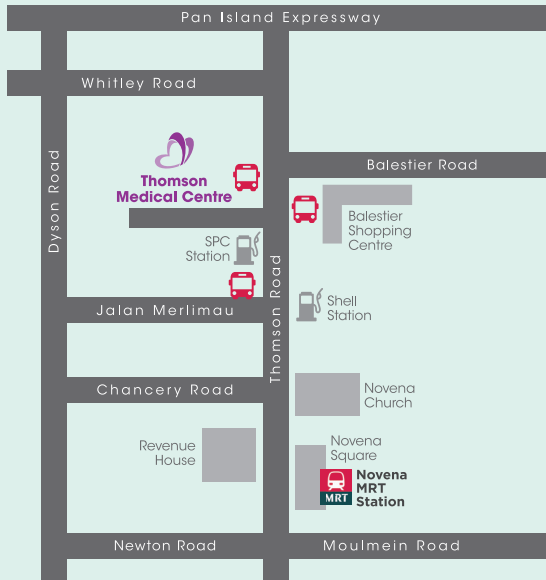 Pan Island Expressway
Whitley Road
Dyson Road
Thomson
Medical Centre
Balestier Road
Balestier
Shopping
Centre
SPC
Station
Thomson Road
Shell
Station
Jalan Merlimau
Chancery Road
Novena
Church
Revenue
House
Novena
Square
MRT
Novena
MRT
Station
Newton Road
Moulmein Road